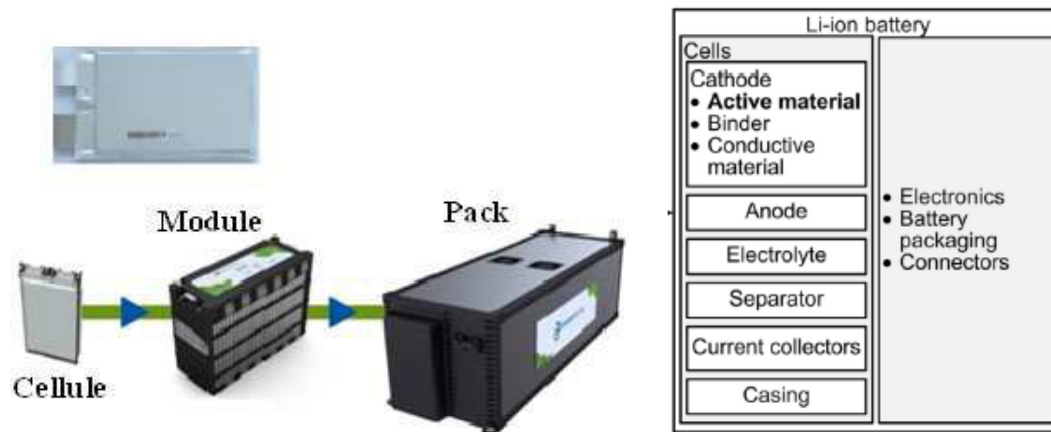 Module
Pack
Cellule
Li-ion battery
Cells
Cathode
• Active material
• Binder
• Conductive
material
Anode
Electrolyte
Separator
Current collectors
Casing
• Electronics
• Battery
packaging
• Connectors